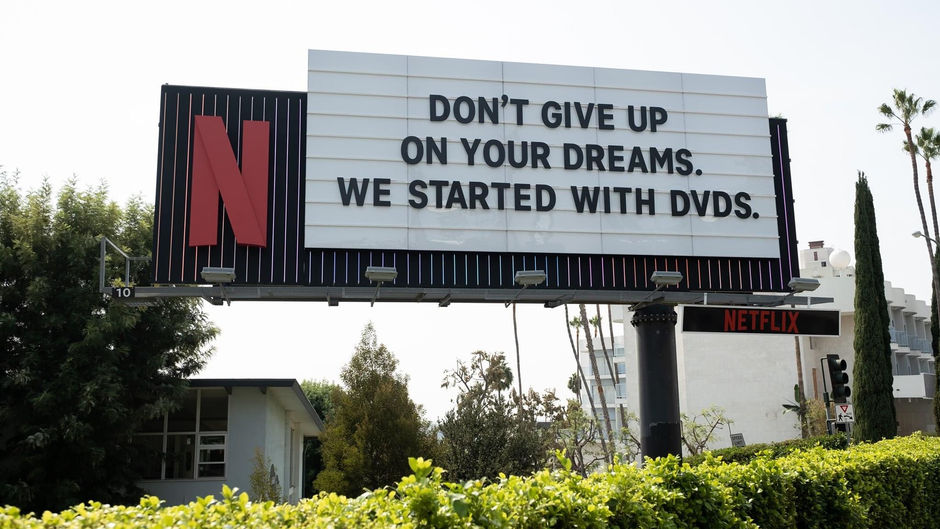 N
DON'T GIVE UP
ON YOUR DREAMS.
WE STARTED WITH DVDS.
10
NETFLIX